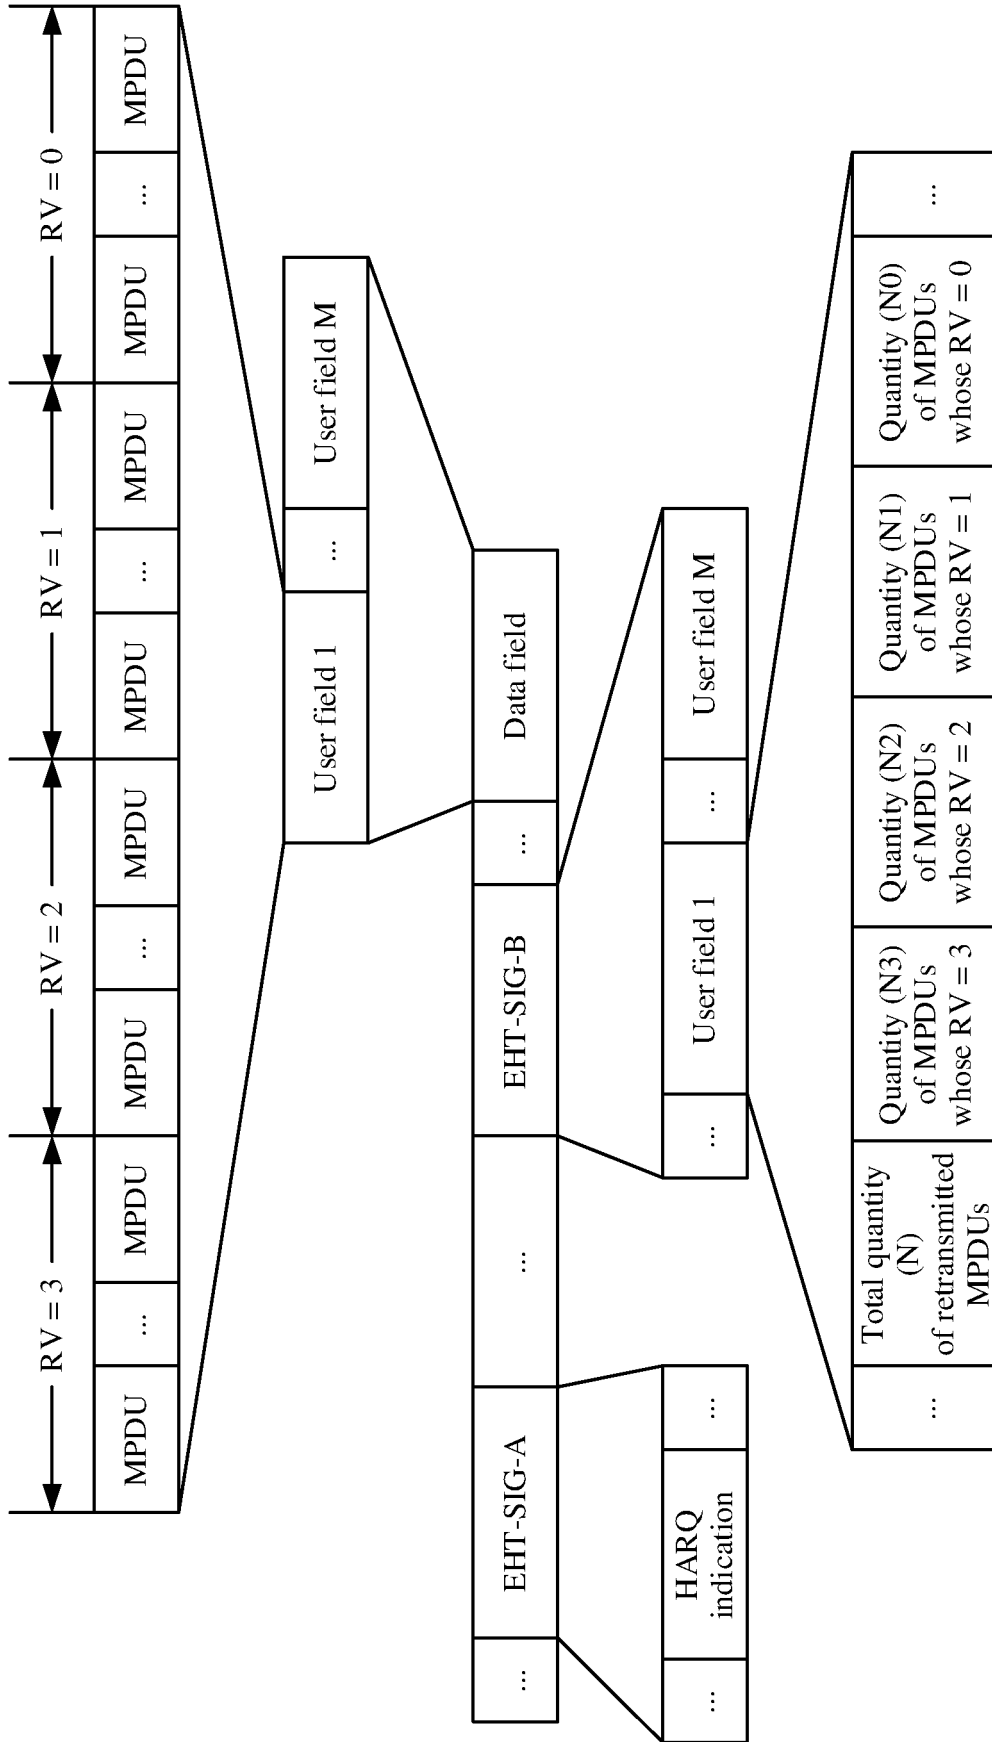 RV = 3
RV = 2
RV = 1
RV = 0
MPDU
...
MPDU
MPDU
...
MPDU
MPDU
...
MPDU
MPDU
...
MPDU
User field 1
...
User field M
...
EHT-SIG-A
...
EHT-SIG-B
...
Data field
...
HARQ
indication
...
...
User field 1
...
User field M
...
Total quantity
(N)
of retransmitted
MPDUs
Quantity (N3)
of MPDUs
whose RV = 3
Quantity (N2)
of MPDUs
whose RV = 2
Quantity (N1)
of MPDUs
whose RV = 1
Quantity (N0)
of MPDUs
whose RV = 0
...